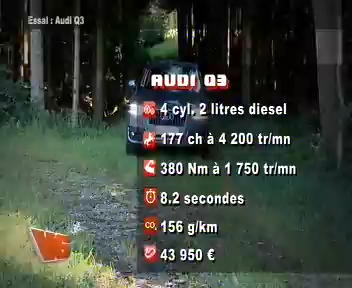 Essai : Audi Q3
AUDI Q3
4 cyl, 2 litres diesel
177 ch à 4 200 tr/mn
380 Nm à 1 750 tr/mn
8.2 secondes
CO2 156 g/km
43 950 €